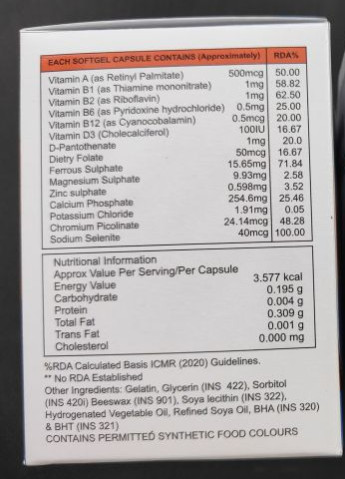 EACH SOFTGEL CAPSULE CONTAINS (Approximately) RDA%
Vitamin A (as Retinyl Palmitate) 500mcg 50.00
Vitamin B1 (as Thiamine mononitrate) 1mg 58.82
Vitamin B2 (as Riboflavin) 1mg 62.50
Vitamin B6 (as Pyridoxine hydrochloride) 0.5mg 25.00
Vitamin B12 (as Cyanocobalamin) 0.5mcg 20.00
Vitamin D3 (Cholecalciferol) 100IU 16.67
D-Pantothenate 1mg 20.0
Dietry Folate 50mcg 16.67
Ferrous Sulphate 15.65mg 71.84
Magnesium Sulphate 9.93mg 2.58
Zinc sulphate 0.598mg 3.52
Calcium Phosphate 254.6mg 25.46
Potassium Chloride 1.91mg 0.05
Chromium Picolinate 24.14mcg 48.28
Sodium Selenite 40mcg 100.00
Nutritional Information
Approx Value Per Serving/Per Capsule
Energy Value 3.577 kcal
Carbohydrate 0.195 g
Protein 0.004 g
Total Fat 0.309 g
Trans Fat 0.001 g
Cholesterol 0.000 mg
%RDA Calculated Basis ICMR (2020) Guidelines.
** No RDA Established
Other Ingredients: Gelatin, Glycerin (INS 422), Sorbitol
(INS 420i) Beeswax (INS 901), Soya lecithin (INS 322),
Hydrogenated Vegetable Oil, Refined Soya Oil, BHA (INS 320)
& BHT (INS 321)
CONTAINS PERMITTED SYNTHETIC FOOD COLOURS